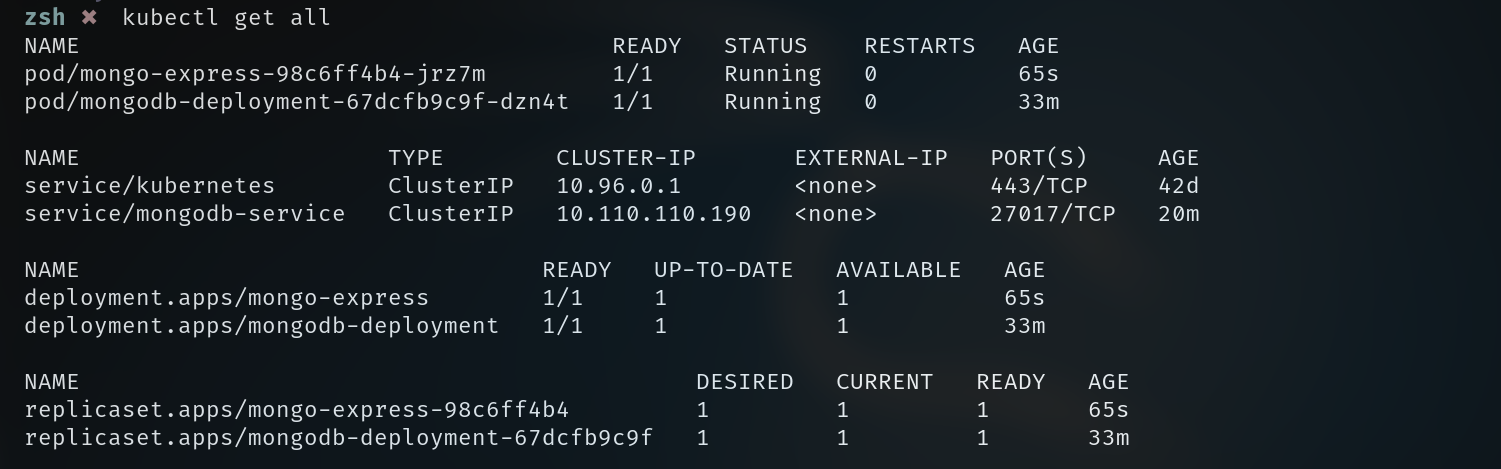 zsh ✖ kubectl get all
NAME READY STATUS RESTARTS AGE
pod/mongo-express-98c6ff4b4-jrz7m 1/1 Running 0 65s
pod/mongodb-deployment-67dcfb9c9f-dzn4t 1/1 Running 0 33m
NAME TYPE CLUSTER-IP EXTERNAL-IP PORT(S) AGE
service/kubernetes ClusterIP 10.96.0.1 <none> 443/TCP 42d
service/mongodb-service ClusterIP 10.110.110.190 <none> 27017/TCP 20m
NAME READY UP-TO-DATE AVAILABLE AGE
deployment.apps/mongo-express 1/1 1 1 65s
deployment.apps/mongodb-deployment 1/1 1 1 33m
NAME DESIRED CURRENT READY AGE
replicaset.apps/mongo-express-98c6ff4b4 1 1 1 65s
replicaset.apps/mongodb-deployment-67dcfb9c9f 1 1 1 33m